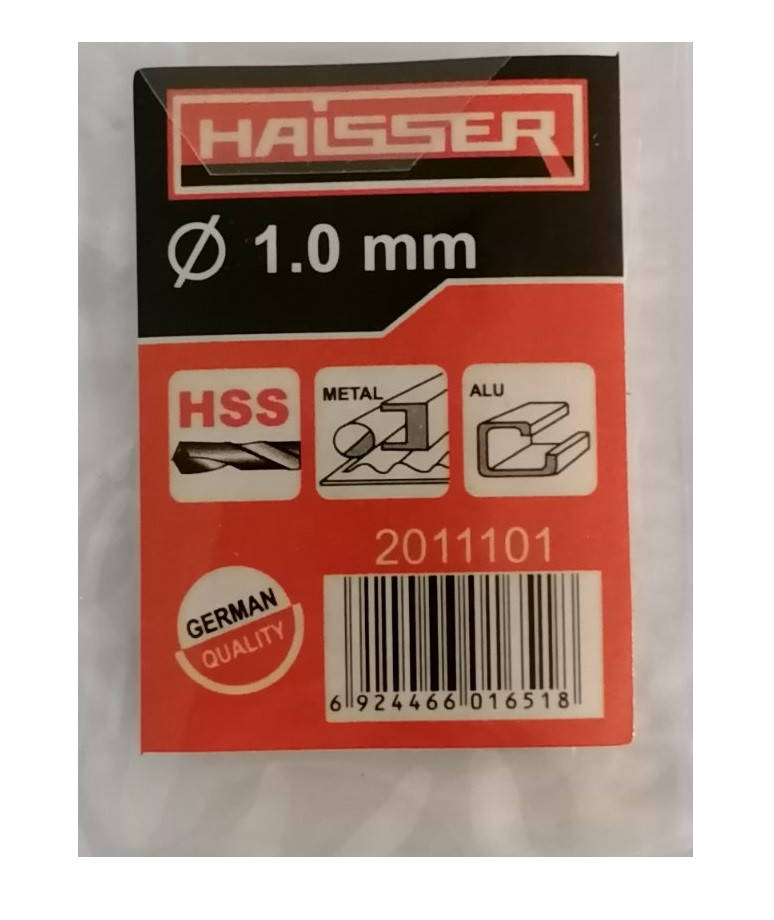 HAISSER
Ø 1.0 mm
HSS
METAL
ALU
2011101
GERMAN
QUALITY
6 924466 016518